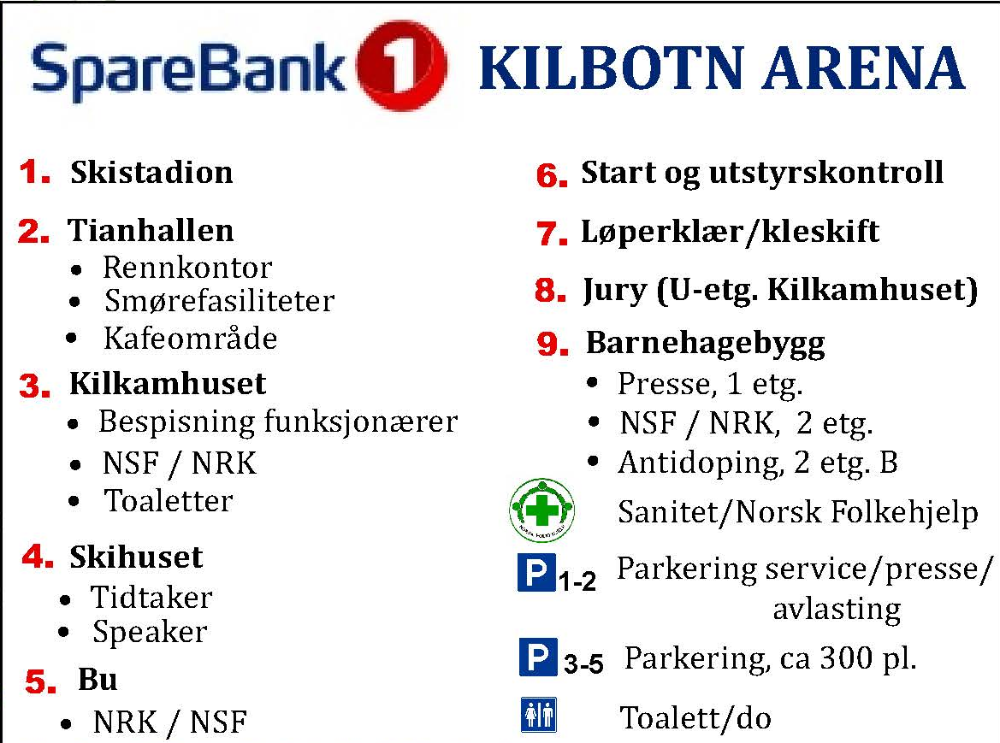 SpareBank 1 KILBOTN ARENA
1. Skistadion
2. Tianhallen
• Rennkontor
• Smørefasiliteter
• Kafeområde
3. Kilkamhuset
• Bespisning funksjonærer
• NSF / NRK
• Toaletter
4. Skihuset
• Tidtaker
• Speaker
5. Bu
• NRK / NSF
6. Start og utstyrskontroll
7. Løperklær/kleskift
8. Jury (U-etg. Kilkamhuset)
9. Barnehagebygg
• Presse, 1 etg.
• NSF / NRK, 2 etg.
• Antidoping, 2 etg. B
NORSK FOLKEHJELP
Sanitet/Norsk Folkehjelp
P 1-2 Parkering service/presse/
avlasting
P 3-5 Parkering, ca 300 pl.
Toalett/do